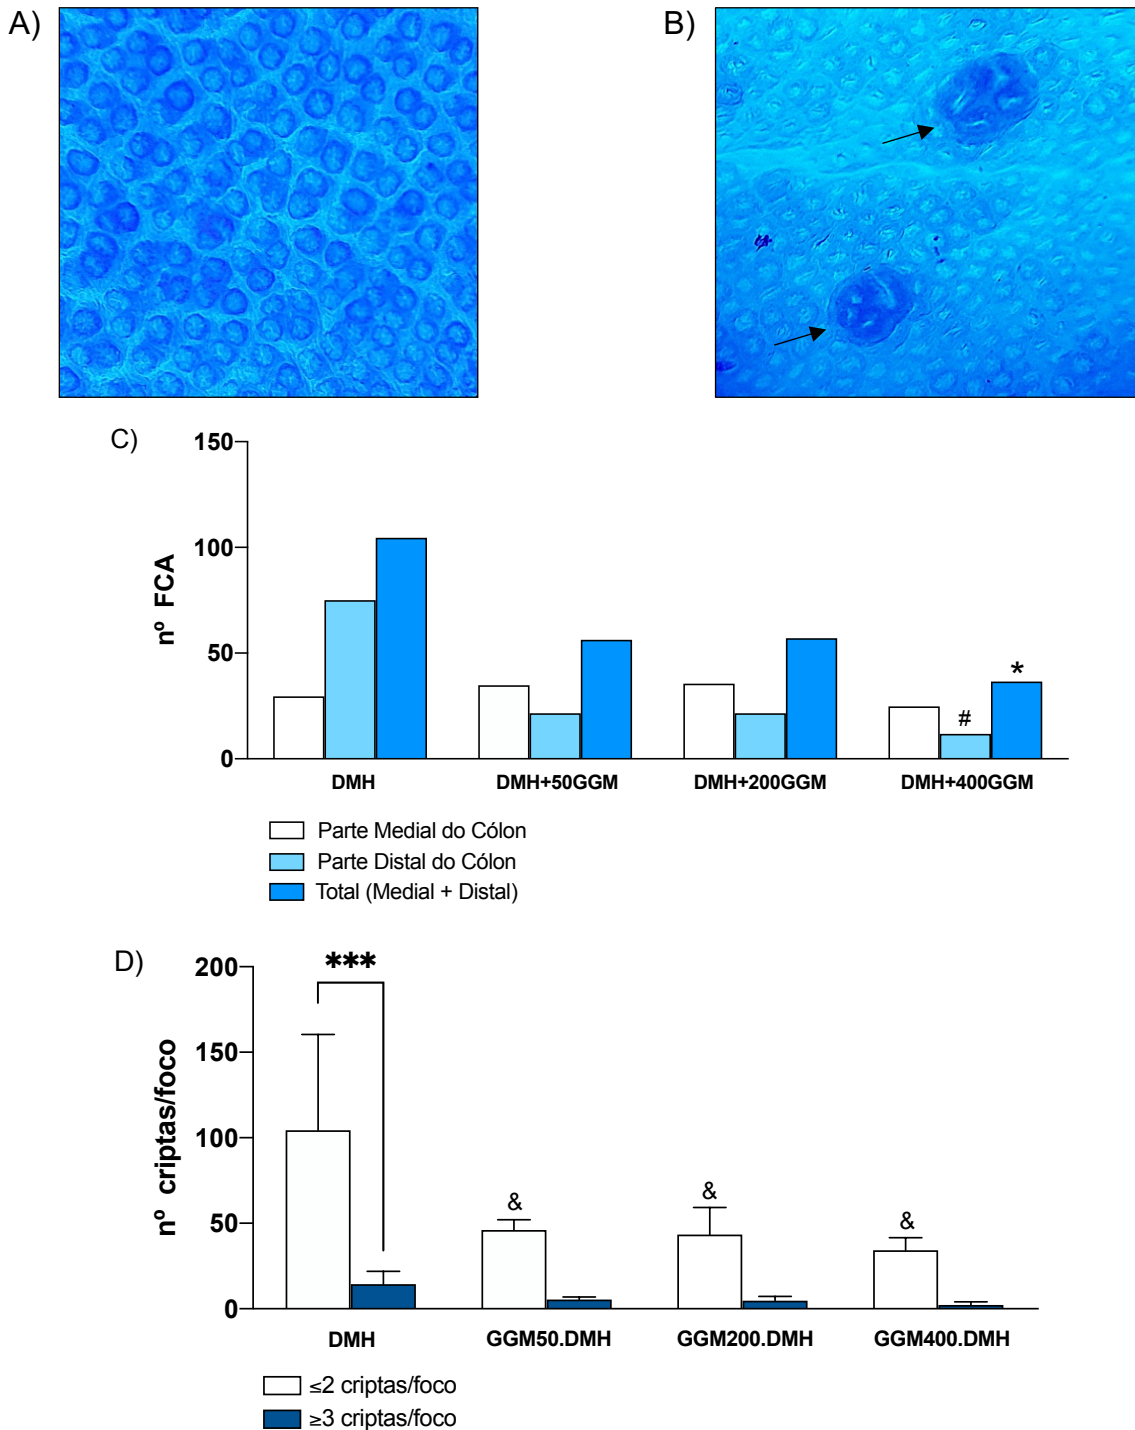 A)
B)
C)
150
100
50
0
nº FCA
*
#
DMH
DMH+50GGM
DMH+200GGM
DMH+400GGM
Parte Medial do Cólon
Parte Distal do Cólon
Total (Medial + Distal)
D)
200
150
100
50
0
nº criptas/foco
***
&
&
&
DMH
GGM50.DMH
GGM200.DMH
GGM400.DMH
≤2 criptas/foco
≥3 criptas/foco